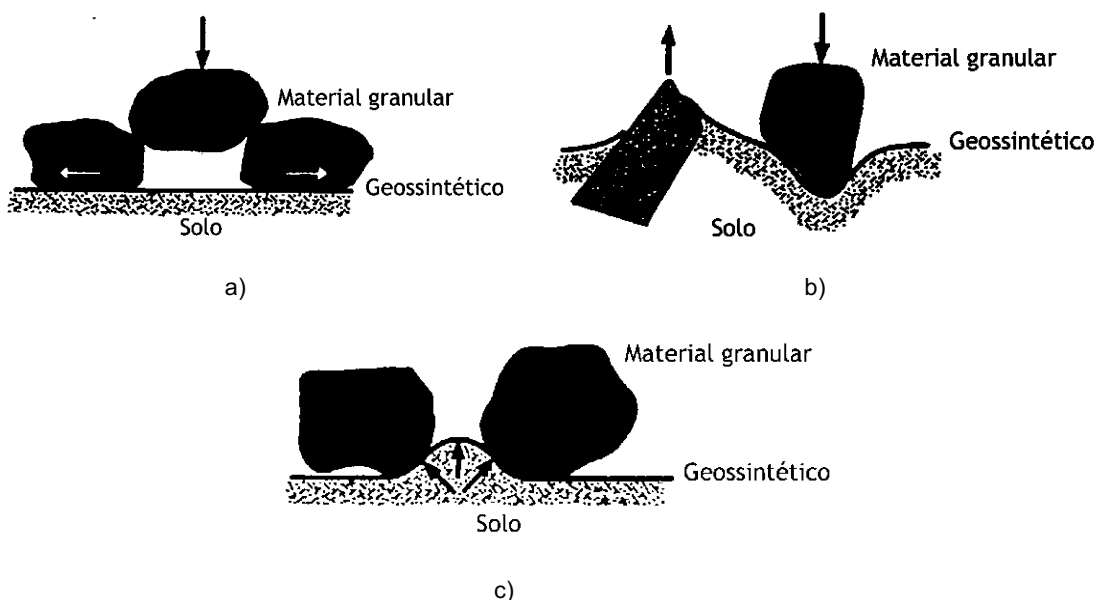 Material granular
Geossintético
Solo
a)
Material granular
Geossintético
Solo
b)
Material granular
Geossintético
Solo
c)